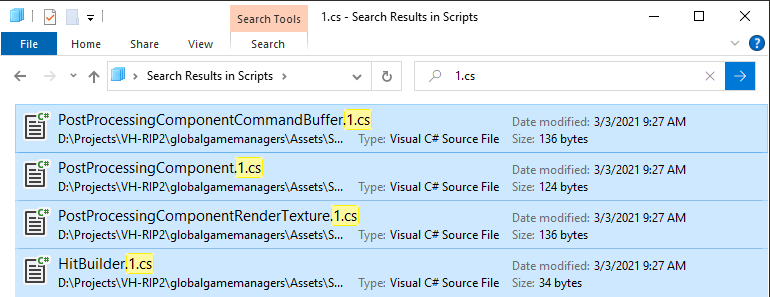 Search Tools
1.cs - Search Results in Scripts
File
Home
Share
View
Search
Search Results in Scripts
1.cs
PostProcessingComponentCommandBuffer.1.cs
Date modified: 3/3/2021 9:27 AM
D:\Projects\VH-RIP2\globalgamemanagers\Assets\S...
Type: Visual C# Source File
Size: 136 bytes
PostProcessingComponent.1.cs
Date modified: 3/3/2021 9:27 AM
D:\Projects\VH-RIP2\globalgamemanagers\Assets\S...
Type: Visual C# Source File
Size: 124 bytes
PostProcessingComponentRenderTexture.1.cs
Date modified: 3/3/2021 9:27 AM
D:\Projects\VH-RIP2\globalgamemanagers\Assets\S...
Type: Visual C# Source File
Size: 136 bytes
HitBuilder.1.cs
Date modified: 3/3/2021 9:27 AM
D:\Projects\VH-RIP2\globalgamemanagers\Assets\S...
Type: Visual C# Source File
Size: 34 bytes